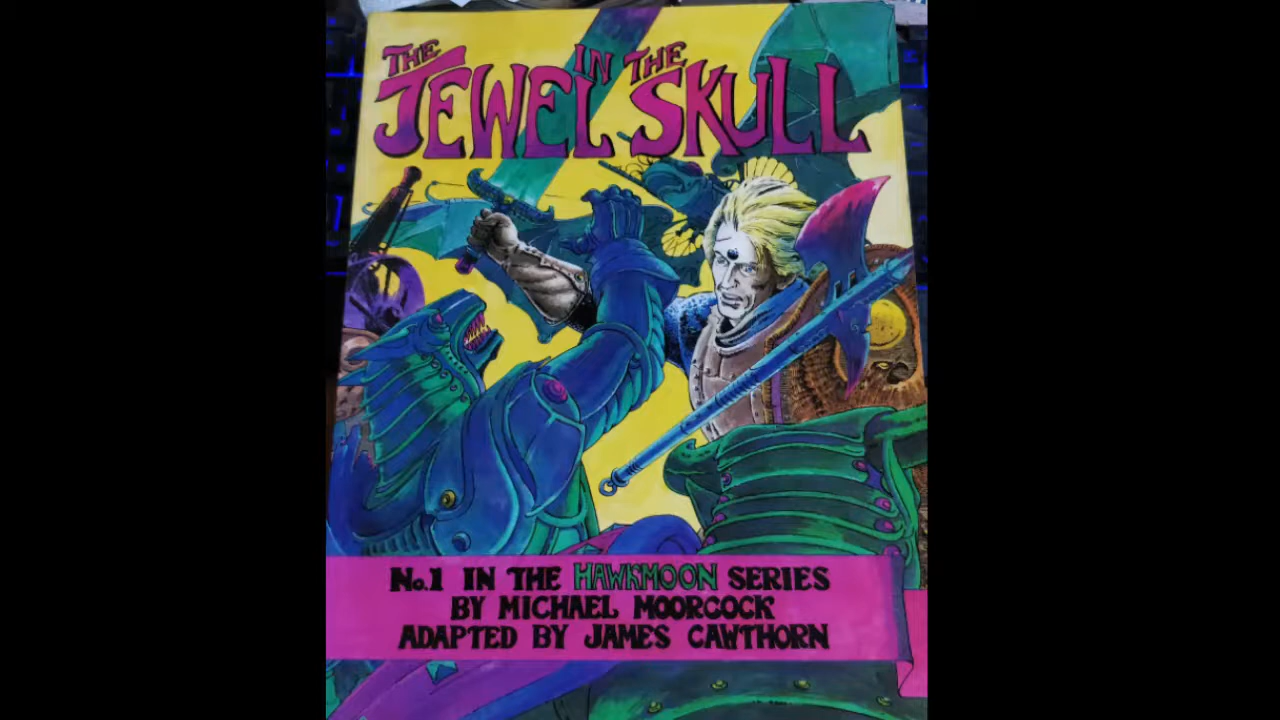 THE
JEWEL IN THE SKULL
No.1 IN THE HAWKMOON SERIES
BY MICHAEL MOORCOCK
ADAPTED BY JAMES CAWTHORN